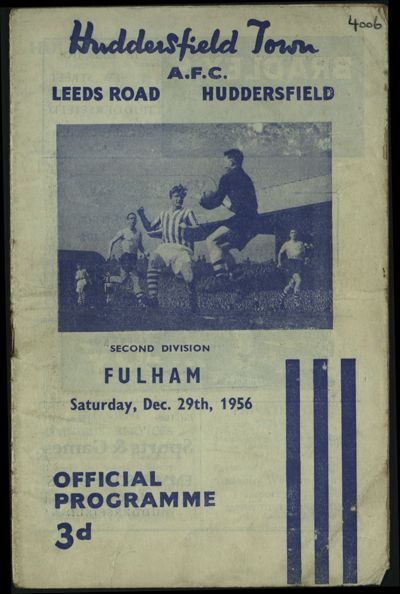 4006
Huddersfield Town
A.F.C.
LEEDS ROAD HUDDERSFIELD
SECOND DIVISION
FULHAM
Saturday, Dec. 29th, 1956
OFFICIAL
PROGRAMME
3d